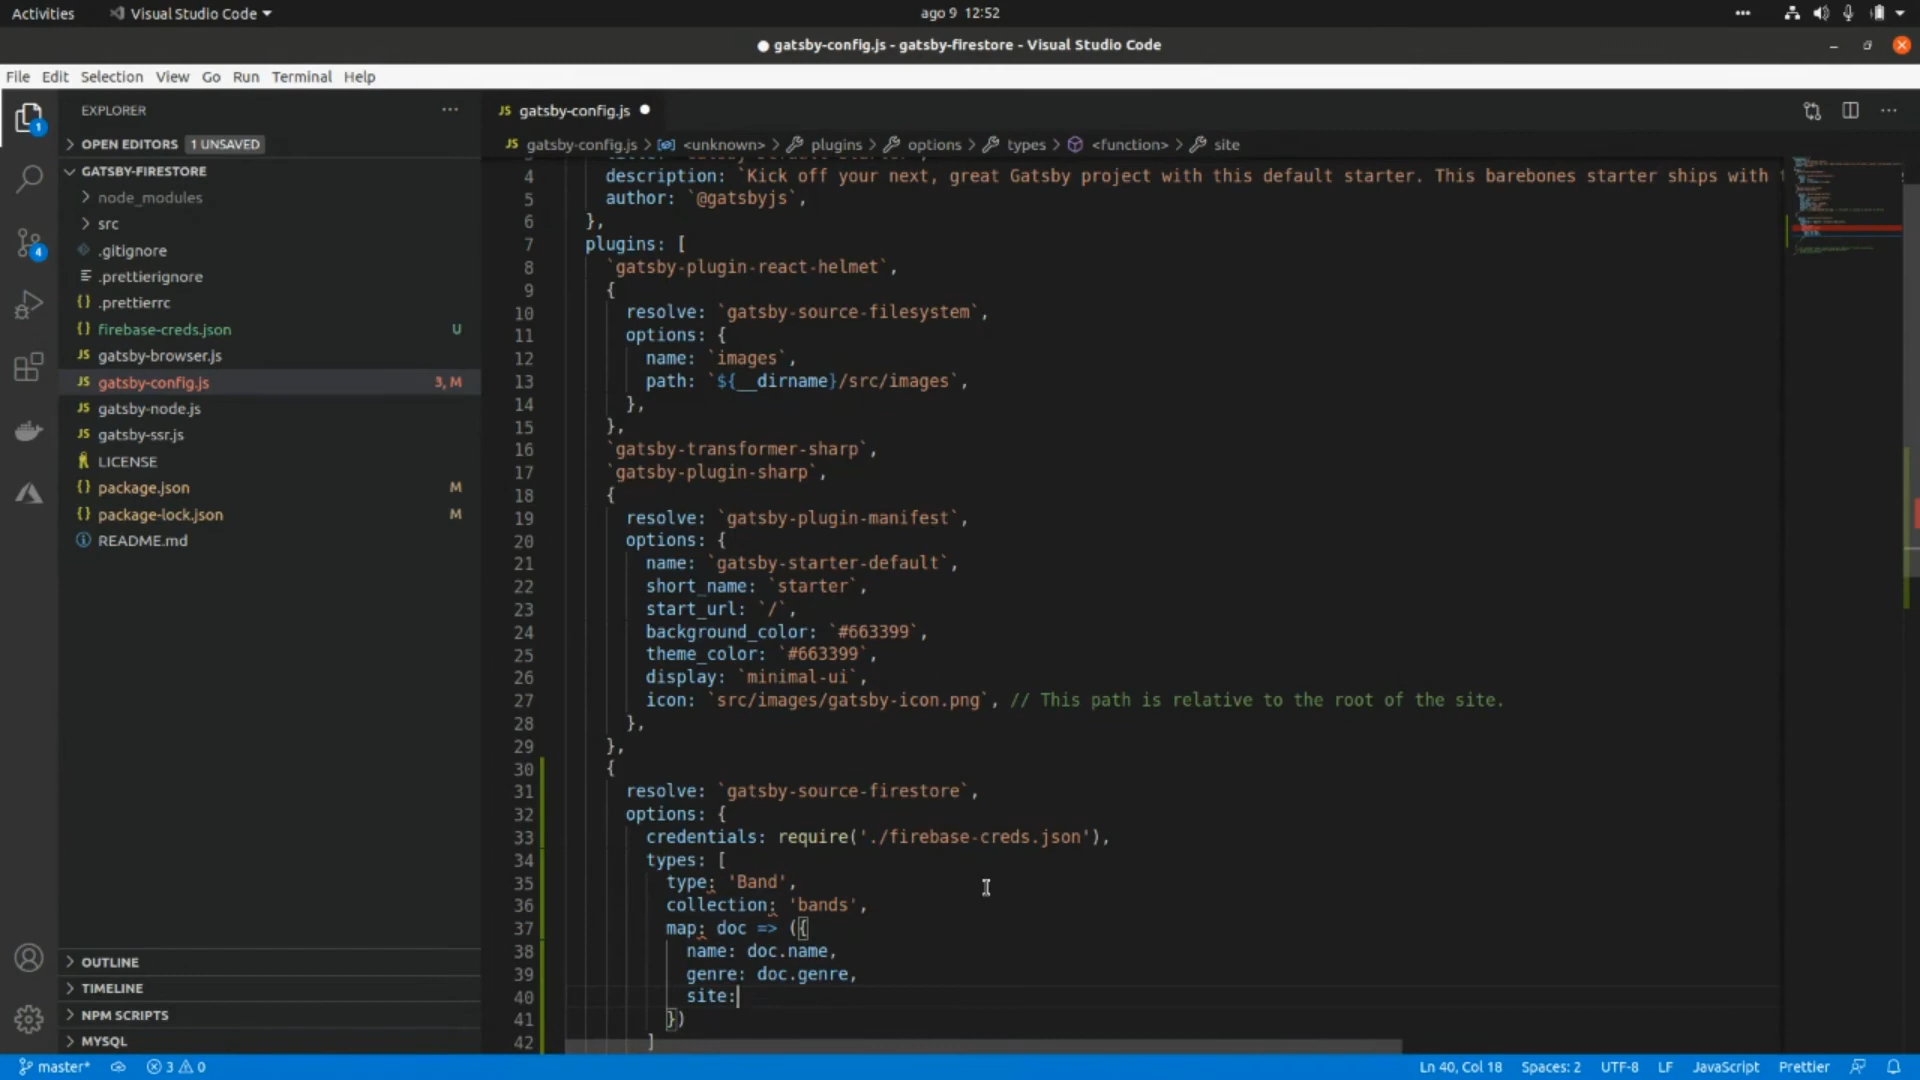 Activities
Visual Studio Code
ago 9 12:52
gatsby-config.js - gatsby-firestore - Visual Studio Code
File Edit Selection View Go Run Terminal Help
EXPLORER
OPEN EDITORS 1 UNSAVED
GATSBY-FIRESTORE
node_modules
src
.gitignore
.prettierignore
.prettierrc
firebase-creds.json U
gatsby-browser.js
gatsby-config.js 3, M
gatsby-node.js
gatsby-ssr.js
LICENSE
package.json M
package-lock.json M
README.md
OUTLINE
TIMELINE
NPM SCRIPTS
MYSQL
1
4
JS gatsby-config.js
JS gatsby-config.js > <unknown> > plugins > options > types > <function> > site
4 description: `Kick off your next, great Gatsby project with this default starter. This barebones starter ships with
5 author: `@gatsbyjs`,
6 },
7 plugins: [
8 `gatsby-plugin-react-helmet`,
9 {
10 resolve: `gatsby-source-filesystem`,
11 options: {
12 name: `images`,
13 path: `${__dirname}/src/images`,
14 },
15 },
16 `gatsby-transformer-sharp`,
17 `gatsby-plugin-sharp`,
18 {
19 resolve: `gatsby-plugin-manifest`,
20 options: {
21 name: `gatsby-starter-default`,
22 short_name: `starter`,
23 start_url: `/`,
24 background_color: `#663399`,
25 theme_color: `#663399`,
26 display: `minimal-ui`,
27 icon: `src/images/gatsby-icon.png`, // This path is relative to the root of the site.
28 },
29 },
30 {
31 resolve: `gatsby-source-firestore`,
32 options: {
33 credentials: require('./firebase-creds.json'),
34 types: [
35 type: 'Band',
36 collection: 'bands',
37 map: doc => ({
38 name: doc.name,
39 genre: doc.genre,
40 site:
41 })
42 ]
master* 3 0
Ln 40, Col 18 Spaces: 2 UTF-8 LF JavaScript Prettier